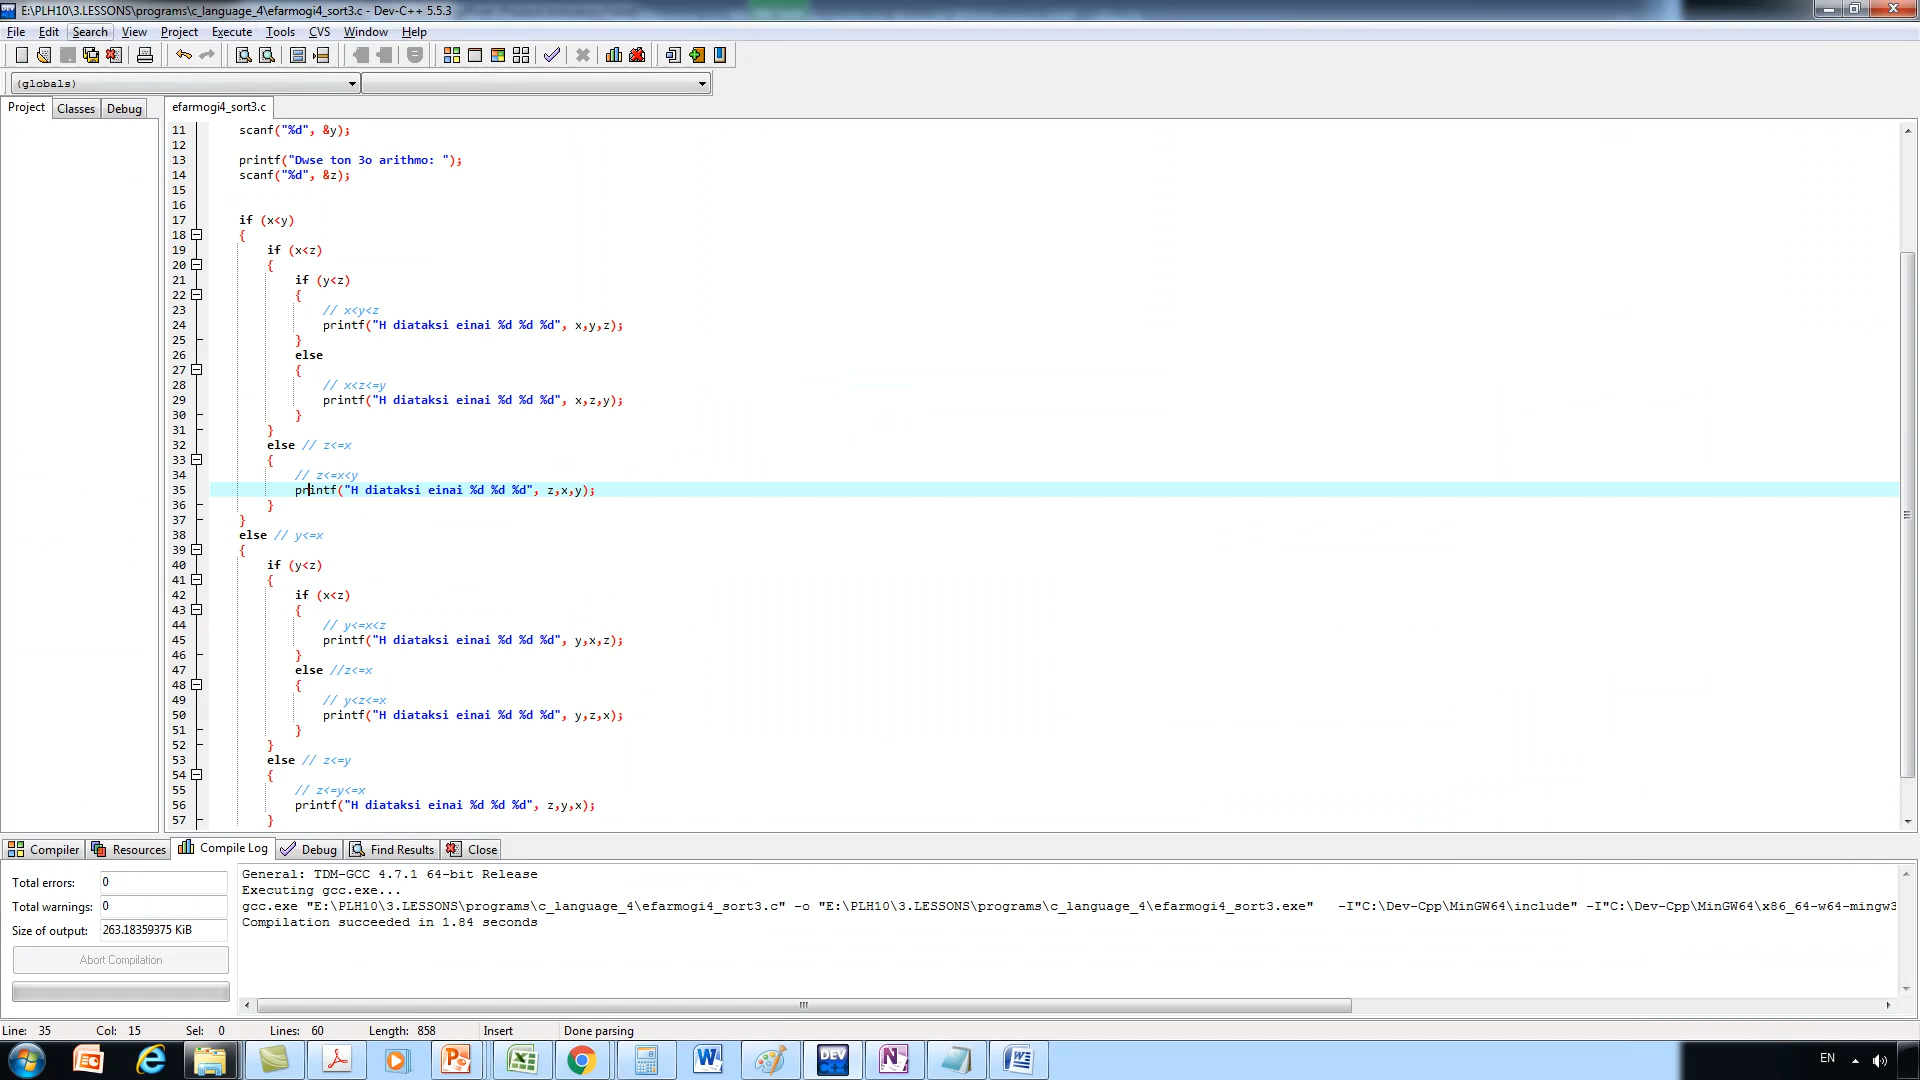 E:\PLH10\3.LESSONS\programs\c_language_4\efarmogi4_sort3.c - Dev-C++ 5.5.3
File Edit Search View Project Execute Tools CVS Window Help
(globals)
Project Classes Debug
efarmogi4_sort3.c
11 scanf("%d", &y);
12
13 printf("Dwse ton 3o arithmo: ");
14 scanf("%d", &z);
15
16
17 if (x<y)
18 {
19 if (x<z)
20 {
21 if (y<z)
22 {
23 // x<y<z
24 printf("H diataksi einai %d %d %d", x,y,z);
25 }
26 else
27 {
28 // x<z<=y
29 printf("H diataksi einai %d %d %d", x,z,y);
30 }
31 }
32 else // z<=x
33 {
34 // z<=x<y
35 printf("H diataksi einai %d %d %d", z,x,y);
36 }
37 }
38 else // y<=x
39 {
40 if (y<z)
41 {
42 if (x<z)
43 {
44 // y<=x<z
45 printf("H diataksi einai %d %d %d", y,x,z);
46 }
47 else //z<=x
48 {
49 // y<z<=x
50 printf("H diataksi einai %d %d %d", y,z,x);
51 }
52 }
53 else // z<=y
54 {
55 // z<=y<=x
56 printf("H diataksi einai %d %d %d", z,y,x);
57 }
Compiler Resources Compile Log Debug Find Results Close
Total errors: 0
Total warnings: 0
Size of output: 263.18359375 KiB
Abort Compilation
General: TDM-GCC 4.7.1 64-bit Release
Executing gcc.exe...
gcc.exe "E:\PLH10\3.LESSONS\programs\c_language_4\efarmogi4_sort3.c" -o "E:\PLH10\3.LESSONS\programs\c_language_4\efarmogi4_sort3.exe" -I"C:\Dev-Cpp\MinGW64\include" -I"C:\Dev-Cpp\MinGW64\x86_64-w64-mingw3
Compilation succeeded in 1.84 seconds
Line: 35 Col: 15 Sel: 0 Lines: 60 Length: 858 Insert Done parsing
DEV
EN